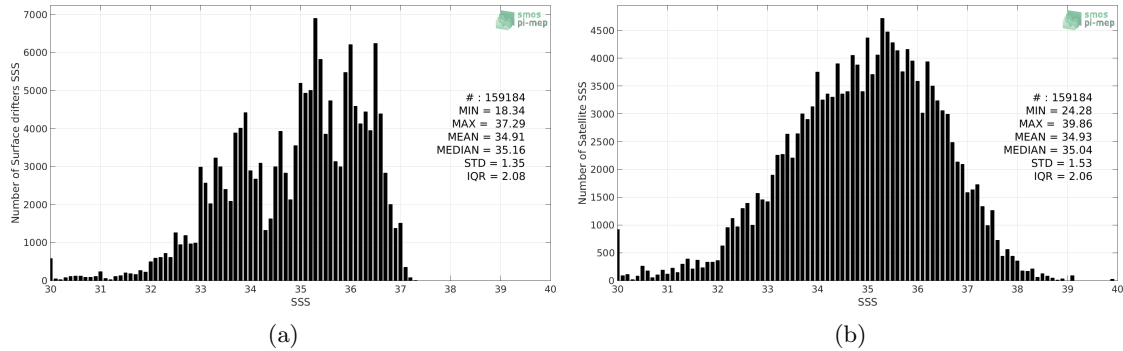 smos
pi-mep
7000
6000
5000
4000
3000
2000
1000
0
Number of Surface drifters SSS
# : 159184
MIN = 18.34
MAX = 37.29
MEAN = 34.91
MEDIAN = 35.16
STD = 1.35
IQR = 2.08
30 31 32 33 34 35 36 37 38 39 40
SSS
(a)
smos
pi-mep
4500
4000
3500
3000
2500
2000
1500
1000
500
0
Number of Satellite SSS
# : 159184
MIN = 24.28
MAX = 39.86
MEAN = 34.93
MEDIAN = 35.04
STD = 1.53
IQR = 2.06
30 31 32 33 34 35 36 37 38 39 40
SSS
(b)